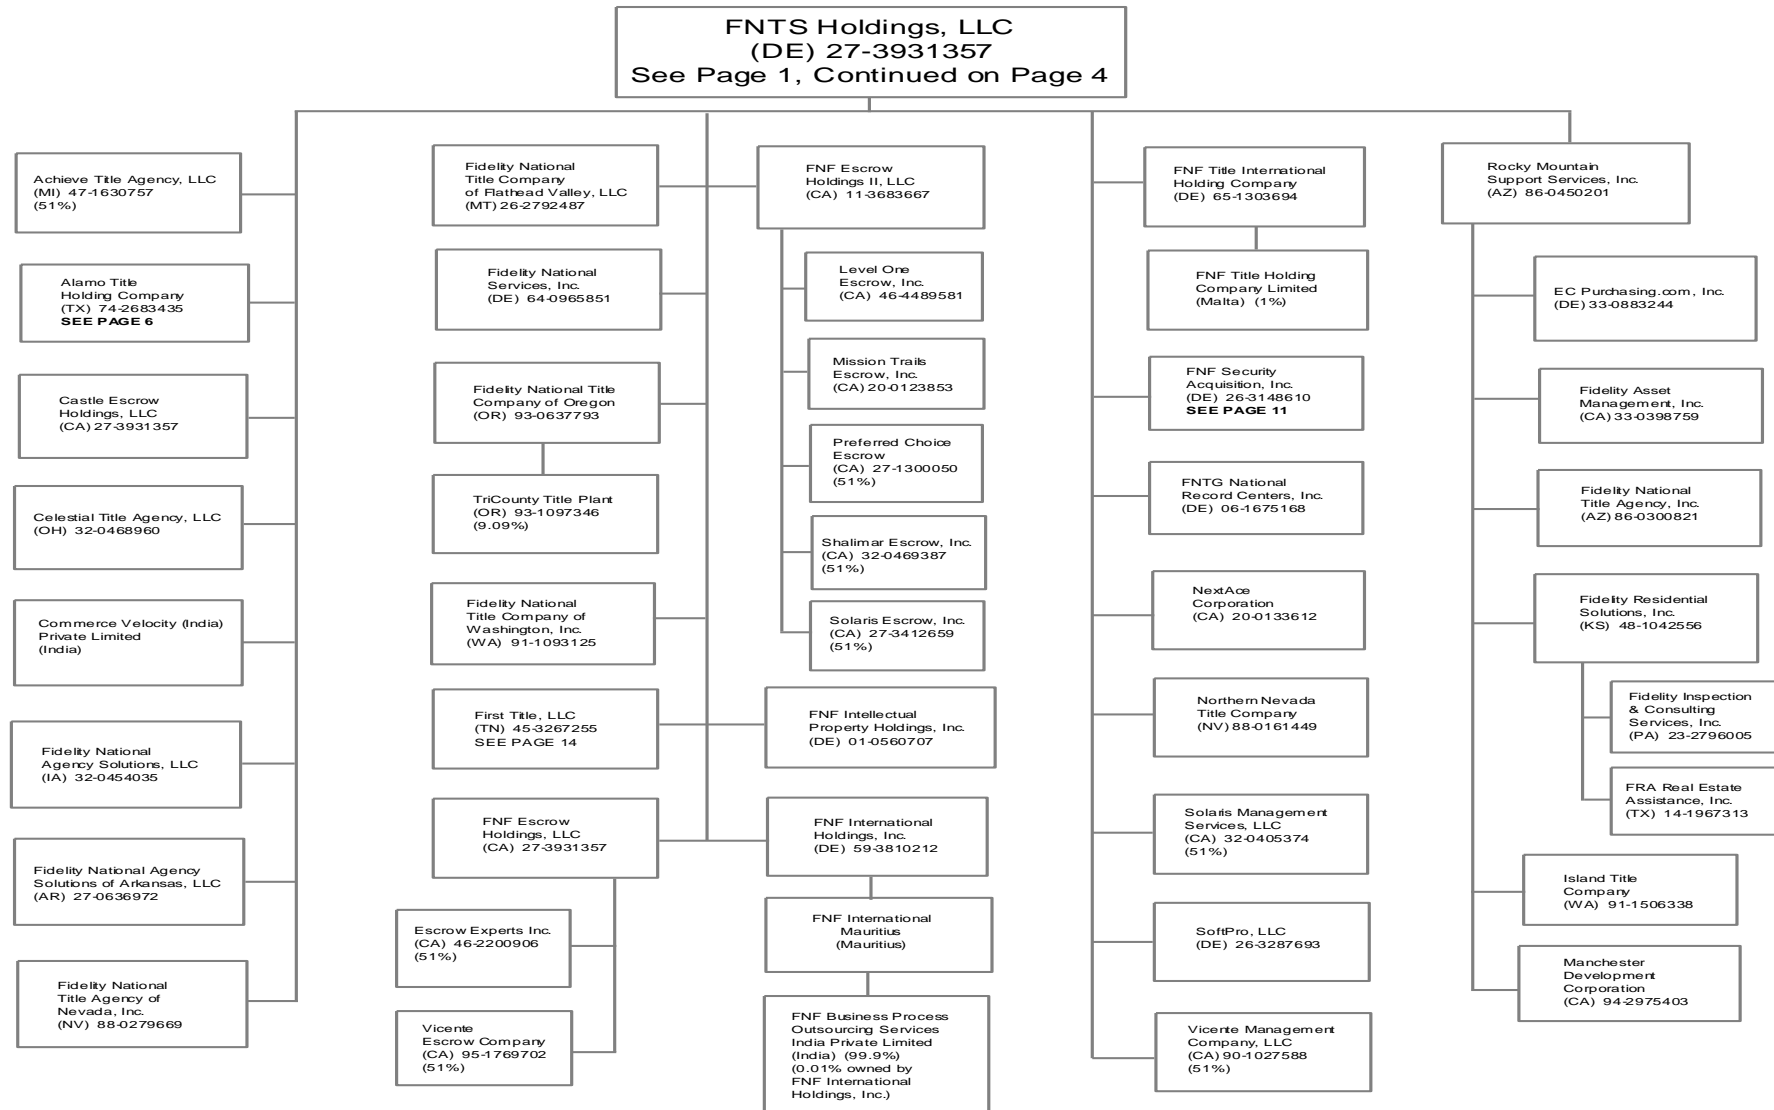 FNTS Holdings, LLC
(DE) 27-3931357
See Page 1, Continued on Page 4
Achieve Title Agency, LLC
(MI) 47-1630757
(51%)
Alamo Title
Holding Company
(TX) 74-2683435
SEE PAGE 6
Castle Escrow
Holdings, LLC
(CA) 27-3931357
Celestial Title Agency, LLC
(OH) 32-0468960
Commerce Velocity (India)
Private Limited
(India)
Fidelity National
Agency Solutions, LLC
(IA) 32-0454035
Fidelity National Agency
Solutions of Arkansas, LLC
(AR) 27-0636972
Fidelity National
Title Agency of
Nevada, Inc.
(NV) 88-0279669
Fidelity National
Title Company
of Flathead Valley, LLC
(MT) 26-2792487
Fidelity National
Services, Inc.
(DE) 64-0965851
Fidelity National Title
Company of Oregon
(OR) 93-0637793
TriCounty Title Plant
(OR) 93-1097346
(9.09%)
Fidelity National
Title Company of
Washington, Inc.
(WA) 91-1093125
First Title, LLC
(TN) 45-3267255
SEE PAGE 14
FNF Escrow
Holdings, LLC
(CA) 27-3931357
Escrow Experts Inc.
(CA) 46-2200906
(51%)
Vicente
Escrow Company
(CA) 95-1769702
(51%)
FNF Escrow
Holdings II, LLC
(CA) 11-3683667
Level One
Escrow, Inc.
(CA) 46-4489581
Mission Trails
Escrow, Inc.
(CA) 20-0123853
Preferred Choice
Escrow
(CA) 27-1300050
(51%)
Shalimar Escrow, Inc.
(CA) 32-0469387
(51%)
Solaris Escrow, Inc.
(CA) 27-3412659
(51%)
FNF Intellectual
Property Holdings, Inc.
(DE) 01-0560707
FNF International
Holdings, Inc.
(DE) 59-3810212
FNF International
Mauritius
(Mauritius)
FNF Business Process
Outsourcing Services
India Private Limited
(India) (99.9%)
(0.01% owned by
FNF International
Holdings, Inc.)
FNF Title International
Holding Company
(DE) 65-1303694
FNF Title Holding
Company Limited
(Malta) (1%)
FNF Security
Acquisition, Inc.
(DE) 26-3148610
SEE PAGE 11
FNTG National
Record Centers, Inc.
(DE) 06-1675168
NextAce
Corporation
(CA) 20-0133612
Northern Nevada
Title Company
(NV) 88-0161449
Solaris Management
Services, LLC
(CA) 32-0405374
(51%)
SoftPro, LLC
(DE) 26-3287693
Vicente Management
Company, LLC
(CA) 90-1027588
(51%)
Rocky Mountain
Support Services, Inc.
(AZ) 86-0450201
EC Purchasing.com, Inc.
(DE) 33-0883244
Fidelity Asset
Management, Inc.
(CA) 33-0398759
Fidelity National
Title Agency, Inc.
(AZ) 86-0300821
Fidelity Residential
Solutions, Inc.
(KS) 48-1042556
Fidelity Inspection
& Consulting
Services, Inc.
(PA) 23-2796005
FRA Real Estate
Assistance, Inc.
(TX) 14-1967313
Island Title
Company
(WA) 91-1506338
Manchester
Development
Corporation
(CA) 94-2975403